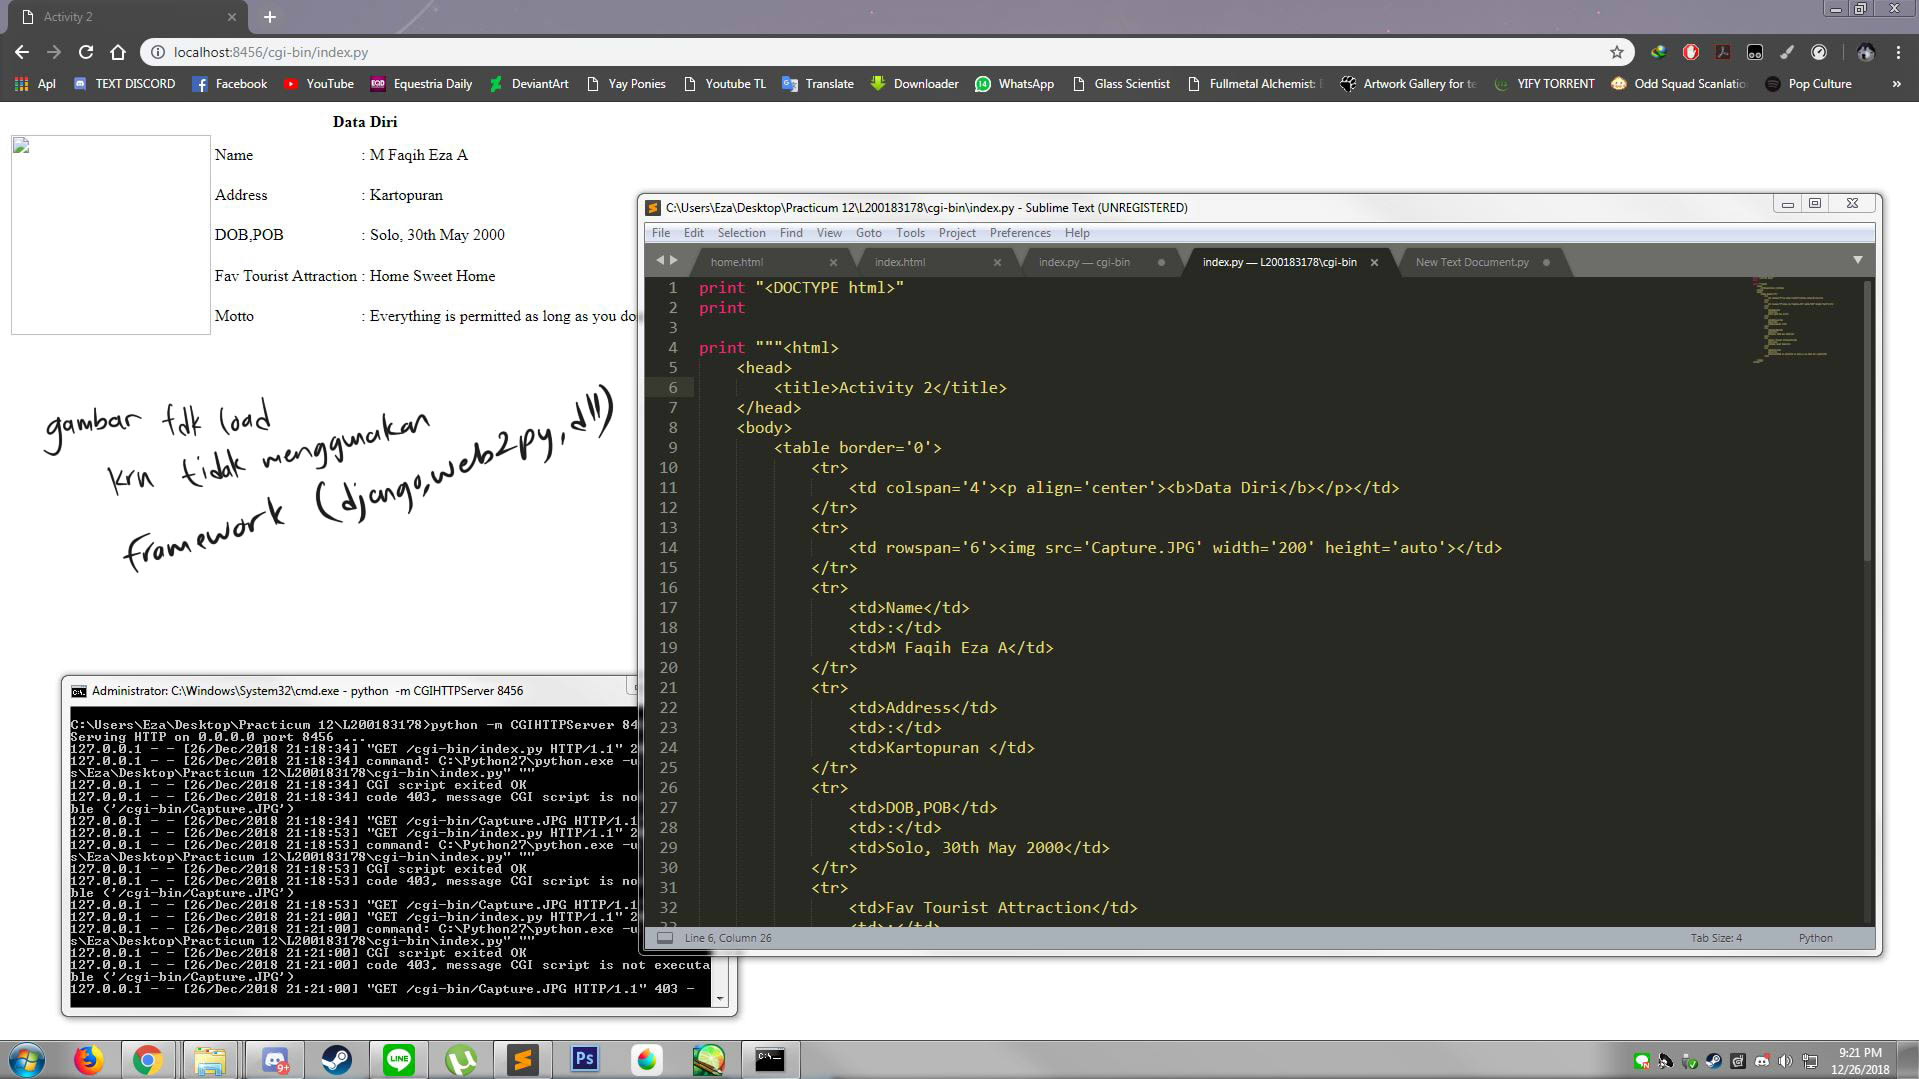 Activity 2
localhost:8456/cgi-bin/index.py
Apl TEXT DISCORD Facebook YouTube EQD Equestria Daily DeviantArt Yay Ponies Youtube TL Translate Downloader WhatsApp Glass Scientist Fullmetal Alchemist: Artwork Gallery for te YIFY TORRENT Odd Squad Scanlatio Pop Culture »
Data Diri
Name : M Faqih Eza A
Address : Kartopuran
DOB,POB : Solo, 30th May 2000
Fav Tourist Attraction : Home Sweet Home
Motto : Everything is permitted as long as you do
gambar tdk load
krn tidak menggunakan
framework (django,web2py,dll)
C:\Users\Eza\Desktop\Practicum 12\L200183178\cgi-bin\index.py - Sublime Text (UNREGISTERED)
File Edit Selection Find View Goto Tools Project Preferences Help
home.html index.html index.py — cgi-bin index.py — L200183178\cgi-bin New Text Document.py
1 print "<DOCTYPE html>"
2 print
3
4 print """<html>
5 <head>
6 <title>Activity 2</title>
7 </head>
8 <body>
9 <table border='0'>
10 <tr>
11 <td colspan='4'><p align='center'><b>Data Diri</b></p></td>
12 </tr>
13 <tr>
14 <td rowspan='6'><img src='Capture.JPG' width='200' height='auto'></td>
15 </tr>
16 <tr>
17 <td>Name</td>
18 <td>:</td>
19 <td>M Faqih Eza A</td>
20 </tr>
21 <tr>
22 <td>Address</td>
23 <td>:</td>
24 <td>Kartopuran </td>
25 </tr>
26 <tr>
27 <td>DOB,POB</td>
28 <td>:</td>
29 <td>Solo, 30th May 2000</td>
30 </tr>
31 <tr>
32 <td>Fav Tourist Attraction</td>
Line 6, Column 26 Tab Size: 4 Python
Administrator: C:\Windows\System32\cmd.exe - python -m CGIHTTPServer 8456
C:\Users\Eza\Desktop\Practicum 12\L200183178>python -m CGIHTTPServer 84
Serving HTTP on 0.0.0.0 port 8456 ...
127.0.0.1 - - [26/Dec/2018 21:18:34] "GET /cgi-bin/index.py HTTP/1.1" 2
127.0.0.1 - - [26/Dec/2018 21:18:34] command: C:\Python27\python.exe -u
s\Eza\Desktop\Practicum 12\L200183178\cgi-bin\index.py" ""
127.0.0.1 - - [26/Dec/2018 21:18:34] CGI script exited OK
127.0.0.1 - - [26/Dec/2018 21:18:34] code 403, message CGI script is no
ble ('/cgi-bin/Capture.JPG')
127.0.0.1 - - [26/Dec/2018 21:18:34] "GET /cgi-bin/Capture.JPG HTTP/1.1
127.0.0.1 - - [26/Dec/2018 21:18:53] "GET /cgi-bin/index.py HTTP/1.1" 2
127.0.0.1 - - [26/Dec/2018 21:18:53] command: C:\Python27\python.exe -u
s\Eza\Desktop\Practicum 12\L200183178\cgi-bin\index.py" ""
127.0.0.1 - - [26/Dec/2018 21:18:53] CGI script exited OK
127.0.0.1 - - [26/Dec/2018 21:18:53] code 403, message CGI script is no
ble ('/cgi-bin/Capture.JPG')
127.0.0.1 - - [26/Dec/2018 21:18:53] "GET /cgi-bin/Capture.JPG HTTP/1.1
127.0.0.1 - - [26/Dec/2018 21:21:00] "GET /cgi-bin/index.py HTTP/1.1" 2
127.0.0.1 - - [26/Dec/2018 21:21:00] command: C:\Python27\python.exe -u
s\Eza\Desktop\Practicum 12\L200183178\cgi-bin\index.py" ""
127.0.0.1 - - [26/Dec/2018 21:21:00] CGI script exited OK
127.0.0.1 - - [26/Dec/2018 21:21:00] code 403, message CGI script is not executa
ble ('/cgi-bin/Capture.JPG')
127.0.0.1 - - [26/Dec/2018 21:21:00] "GET /cgi-bin/Capture.JPG HTTP/1.1" 403 -
9+ LINE Ps
9:21 PM
12/26/2018